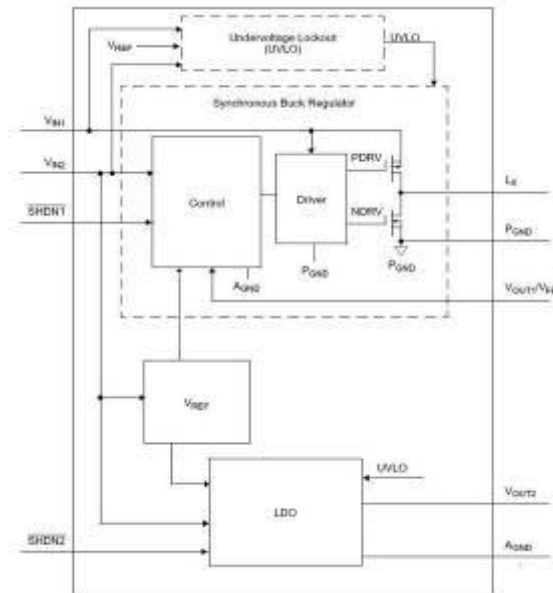 Undervoltage Lockout
(UVLO)
UVLO
VREF
Synchronous Buck Regulator
VIN1
VIN2
SHDN1
Control
Driver
PDRV
NDRV
LX
PGND
PGND
PGND
AGND
VREF
UVLO
LDO
VOUT2
SHDN2
AGND